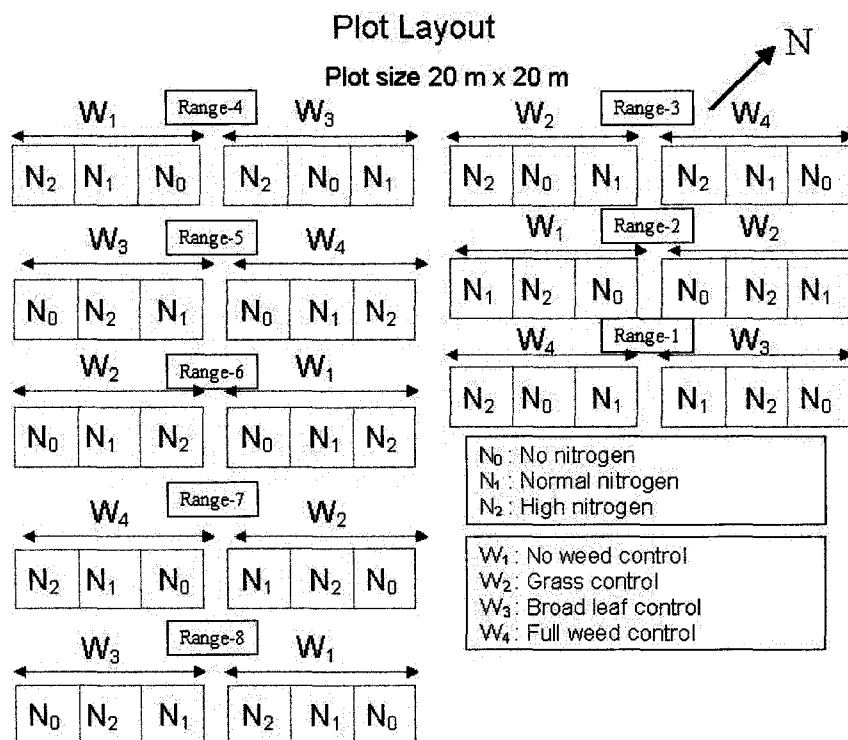 Plot Layout
N
Plot size 20 m x 20 m
W₁ Range-4 W₃ W₂ Range-3 W₄
N₂ N₁ N₀ N₂ N₀ N₁ N₂ N₀ N₁ N₂ N₁ N₀
W₃ Range-5 W₄ W₁ Range-2 W₂
N₀ N₂ N₁ N₀ N₁ N₂ N₁ N₂ N₀ N₀ N₂ N₁
W₂ Range-6 W₁ W₄ Range-1 W₃
N₀ N₁ N₂ N₀ N₁ N₂ N₂ N₀ N₁ N₁ N₂ N₀
W₄ Range-7 W₂
N₂ N₁ N₀ N₁ N₂ N₀
W₃ Range-8 W₁
N₀ N₂ N₁ N₂ N₁ N₀
N₀ : No nitrogen
N₁ : Normal nitrogen
N₂ : High nitrogen
W₁ : No weed control
W₂ : Grass control
W₃ : Broad leaf control
W₄ : Full weed control